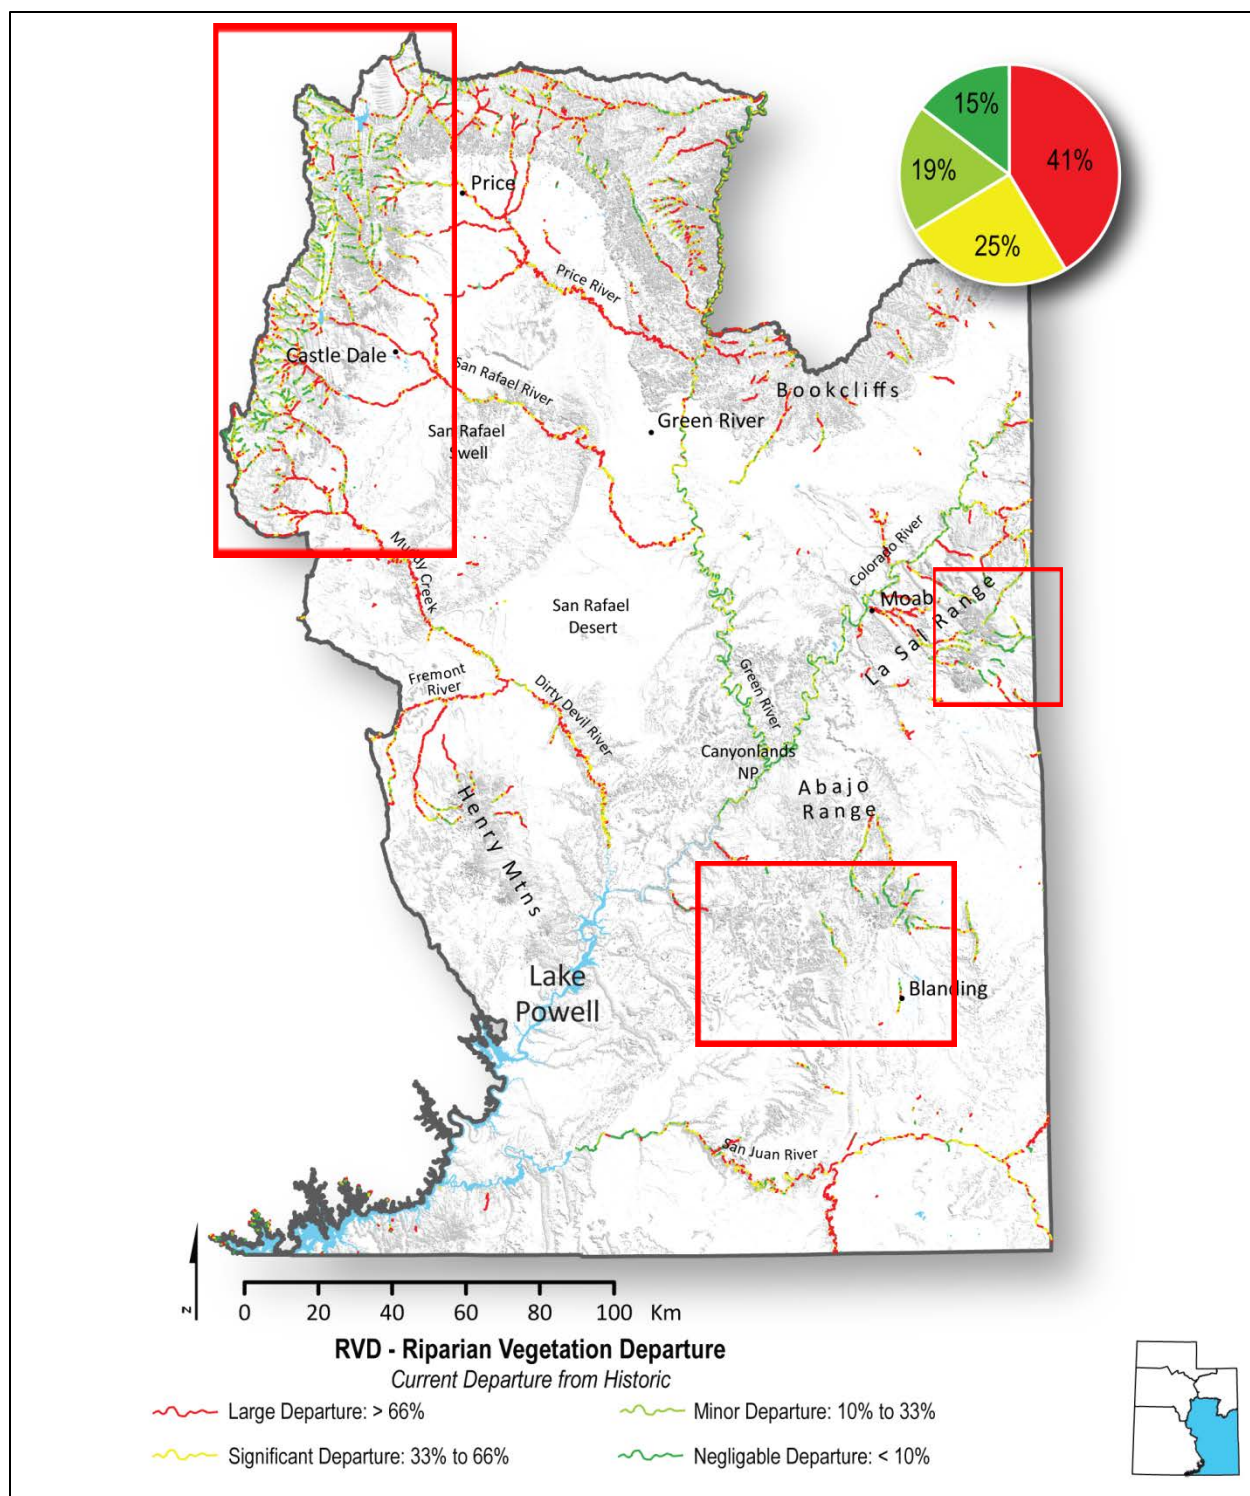 15%
41%
19%
25%
Price
Price River
Castle Dale
San Rafael River
Bookcliffs
Green River
San Rafael
Swell
Muddy Creek
Colorado River
Moab
La Sal Range
San Rafael
Desert
Fremont
River
Dirty Devil River
Green River
Canyonlands
NP
Abajo
Range
Henry Mtns
Lake
Powell
Blanding
San Juan River
N
0 20 40 60 80 100 Km
RVD - Riparian Vegetation Departure
Current Departure from Historic
Large Departure: > 66%
Minor Departure: 10% to 33%
Significant Departure: 33% to 66%
Negligable Departure: < 10%